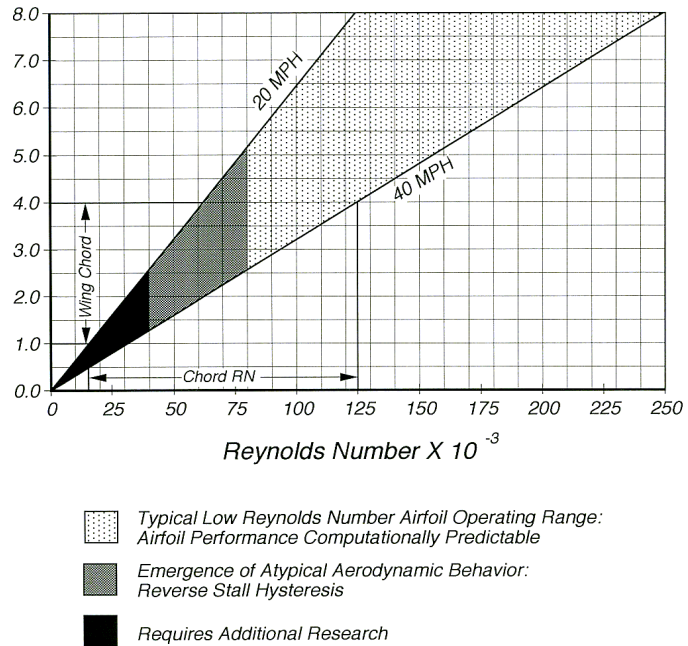 8.0
7.0
6.0
5.0
4.0
3.0
2.0
1.0
0.0
20 MPH
40 MPH
Wing Chord
Chord RN
0 25 50 75 100 125 150 175 200 225 250
Reynolds Number X 10 -3
Typical Low Reynolds Number Airfoil Operating Range:
Airfoil Performance Computationally Predictable
Emergence of Atypical Aerodynamic Behavior:
Reverse Stall Hysteresis
Requires Additional Research